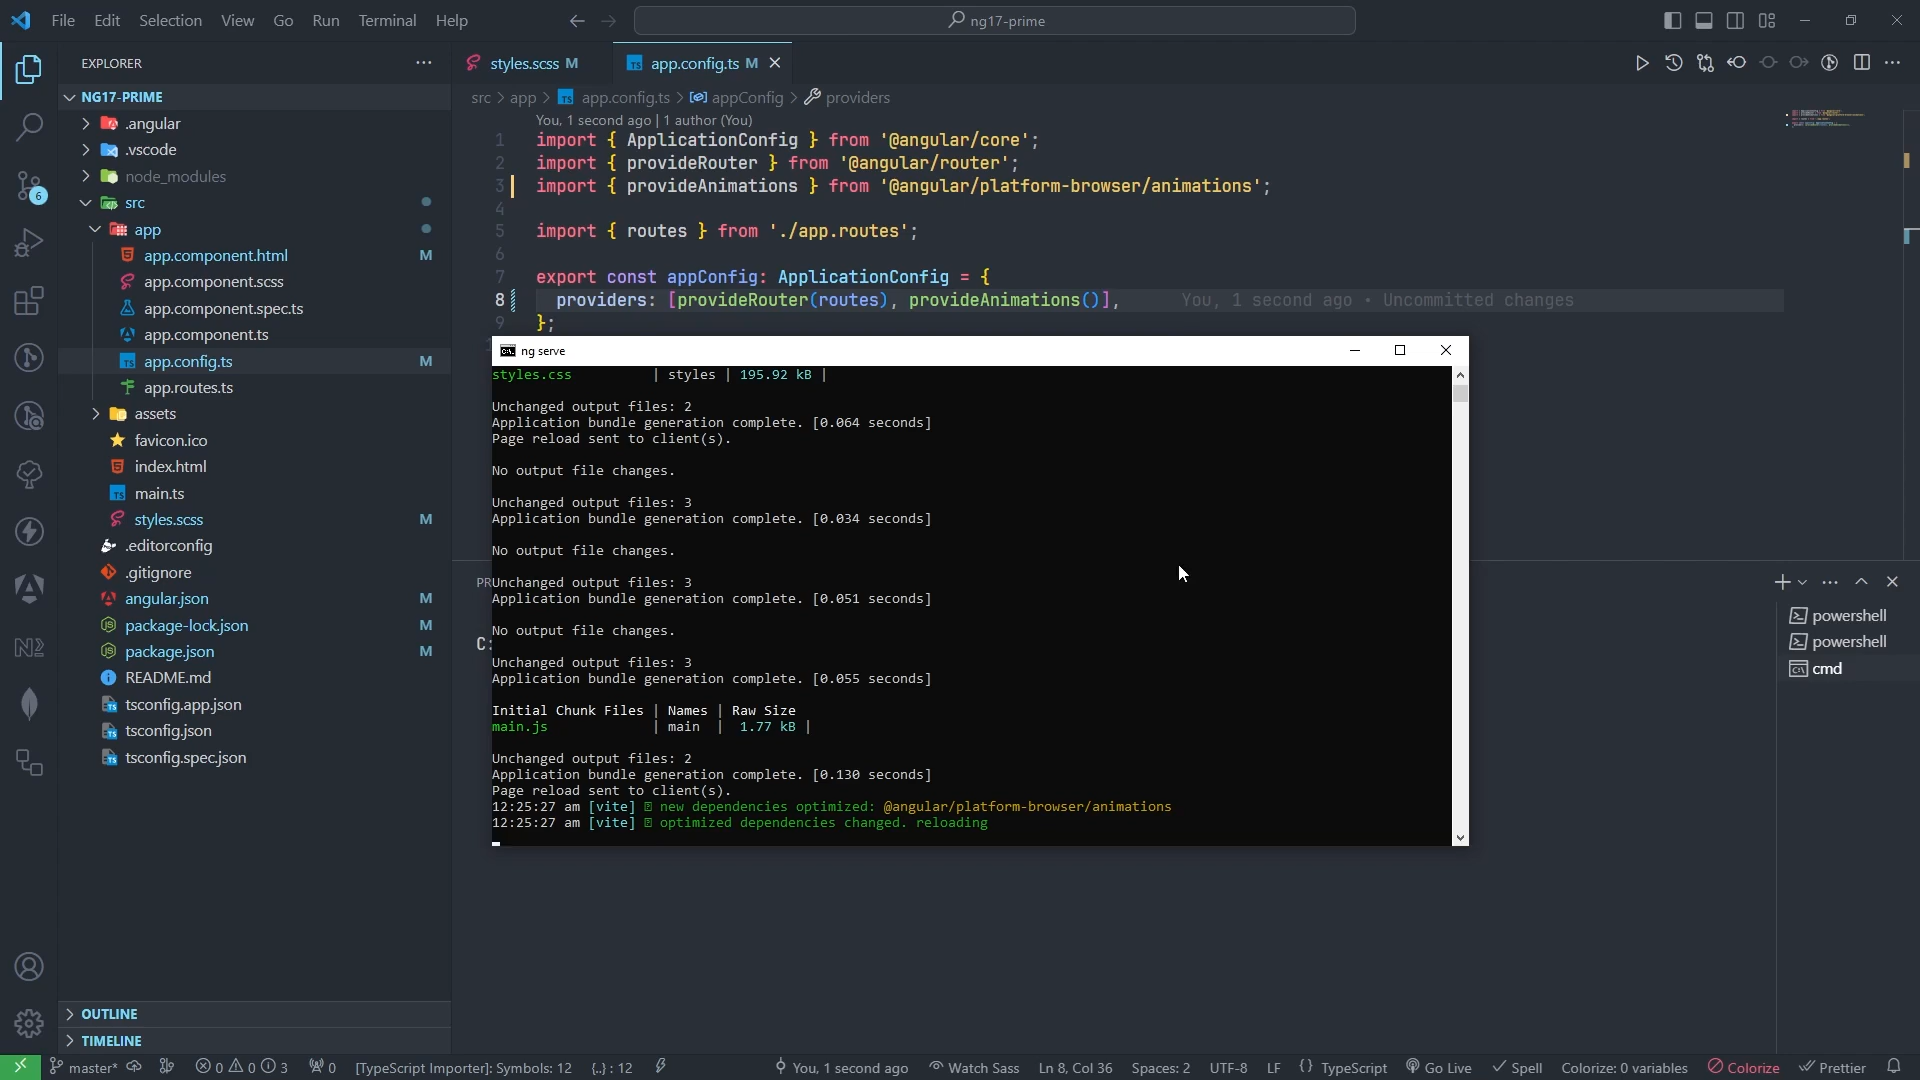 File Edit Selection View Go Run Terminal Help
ng17-prime
EXPLORER
styles.scss M
app.config.ts M
NG17-PRIME
src > app > app.config.ts > appConfig > providers
.angular
.vscode
node_modules
src
app
app.component.html M
app.component.scss
app.component.spec.ts
app.component.ts
app.config.ts M
app.routes.ts
assets
favicon.ico
index.html
main.ts
styles.scss M
.editorconfig
.gitignore
angular.json M
package-lock.json M
package.json M
README.md
tsconfig.app.json
tsconfig.json
tsconfig.spec.json
OUTLINE
TIMELINE
6
You, 1 second ago | 1 author (You)
1 import { ApplicationConfig } from '@angular/core';
2 import { provideRouter } from '@angular/router';
3 import { provideAnimations } from '@angular/platform-browser/animations';
4
5 import { routes } from './app.routes';
6
7 export const appConfig: ApplicationConfig = {
8 providers: [provideRouter(routes), provideAnimations()], You, 1 second ago • Uncommitted changes
9 };
ng serve
styles.css | styles | 195.92 kB |
Unchanged output files: 2
Application bundle generation complete. [0.064 seconds]
Page reload sent to client(s).
No output file changes.
Unchanged output files: 3
Application bundle generation complete. [0.034 seconds]
No output file changes.
PR
Unchanged output files: 3
Application bundle generation complete. [0.051 seconds]
No output file changes.
C:
Unchanged output files: 3
Application bundle generation complete. [0.055 seconds]
Initial Chunk Files | Names | Raw Size
main.js | main | 1.77 kB |
Unchanged output files: 2
Application bundle generation complete. [0.130 seconds]
Page reload sent to client(s).
12:25:27 am [vite] new dependencies optimized: @angular/platform-browser/animations
12:25:27 am [vite] optimized dependencies changed. reloading
powershell
powershell
cmd
master* 0 0 3 0 [TypeScript Importer]: Symbols: 12 {..} : 12 You, 1 second ago Watch Sass Ln 8, Col 36 Spaces: 2 UTF-8 LF {} TypeScript Go Live Spell Colorize: 0 variables Colorize Prettier